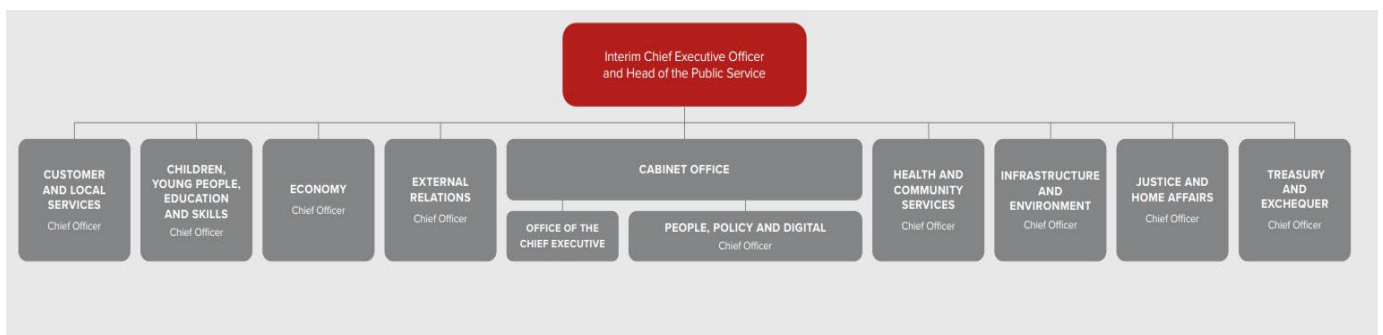 Interim Chief Executive Officer
and Head of the Public Service
CUSTOMER
AND LOCAL
SERVICES
Chief Officer
CHILDREN,
YOUNG PEOPLE,
EDUCATION
AND SKILLS
Chief Officer
ECONOMY
Chief Officer
EXTERNAL
RELATIONS
Chief Officer
CABINET OFFICE
OFFICE OF THE
CHIEF EXECUTIVE
PEOPLE, POLICY AND DIGITAL
Chief Officer
HEALTH AND
COMMUNITY
SERVICES
Chief Officer
INFRASTRUCTURE
AND
ENVIRONMENT
Chief Officer
JUSTICE AND
HOME AFFAIRS
Chief Officer
TREASURY
AND
EXCHEQUER
Chief Officer